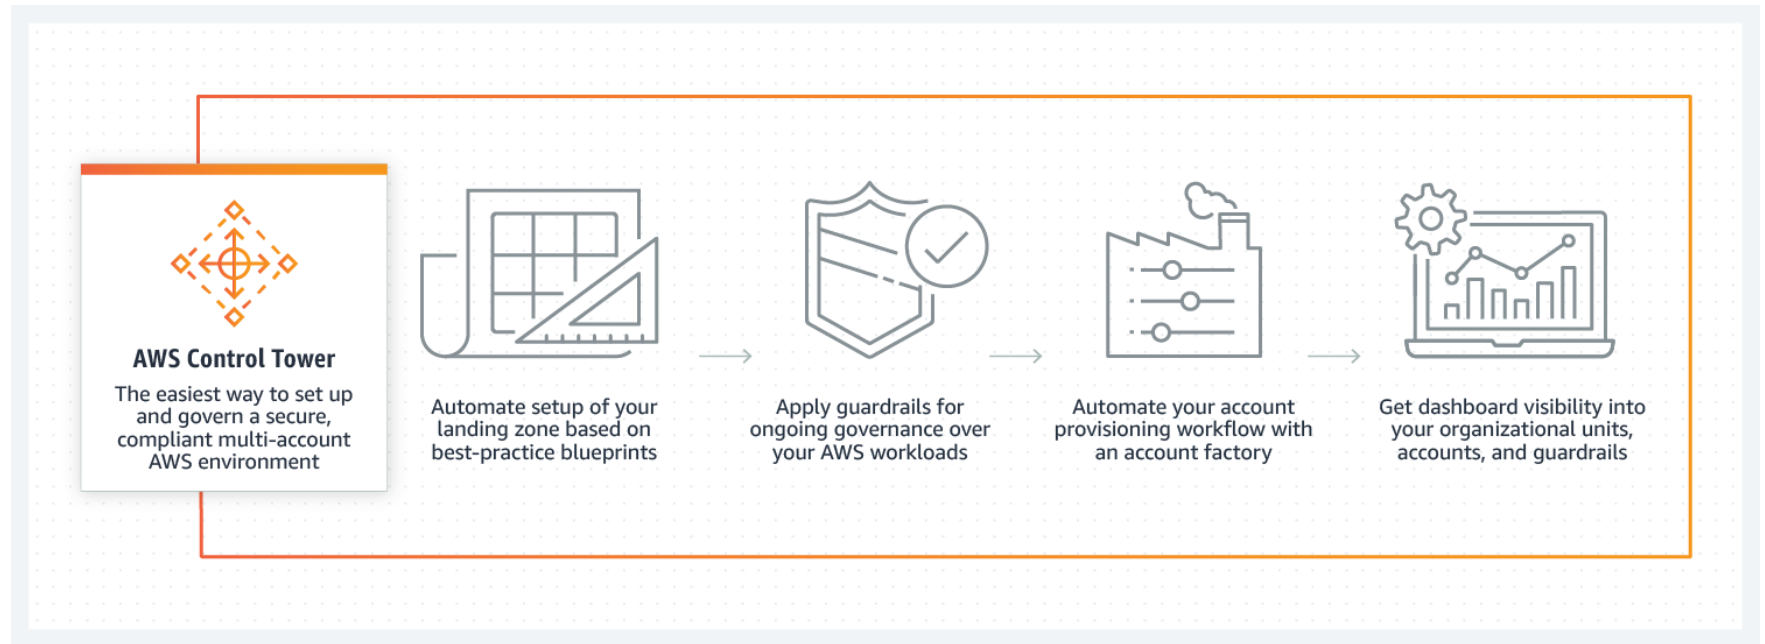 AWS Control Tower
The easiest way to set up
and govern a secure,
compliant multi-account
AWS environment
Automate setup of your
landing zone based on
best-practice blueprints
Apply guardrails for
ongoing governance over
your AWS workloads
Automate your account
provisioning workflow with
an account factory
Get dashboard visibility into
your organizational units,
accounts, and guardrails